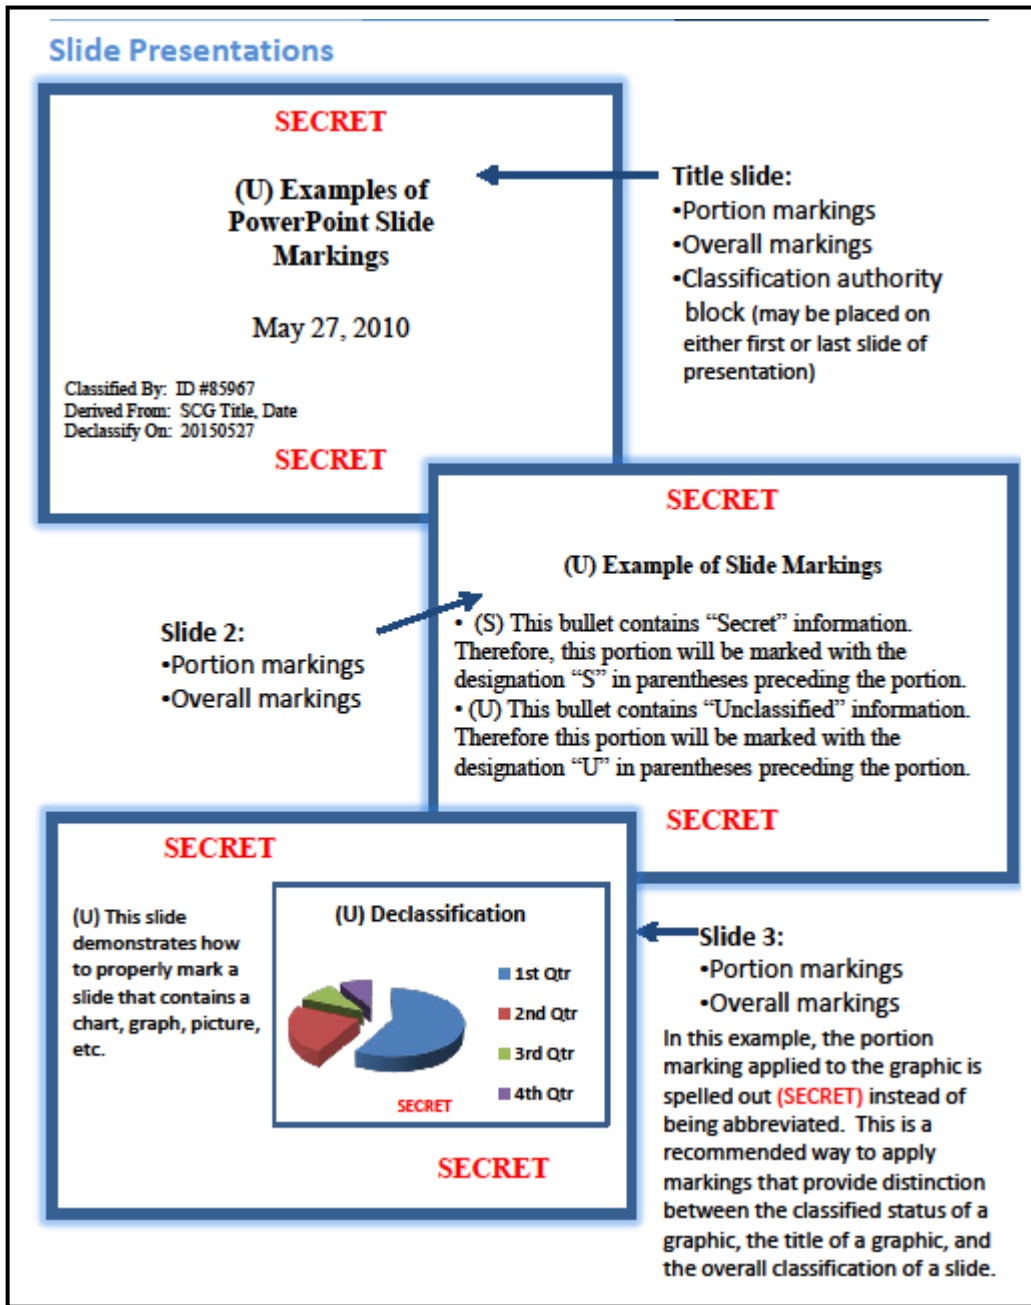 Slide Presentations
SECRET
(U) Examples of
PowerPoint Slide
Markings
May 27, 2010
Classified By:  ID #85967
Derived From:  SCG Title, Date
Declassify On:  20150527
SECRET
Title slide:
•Portion markings
•Overall markings
•Classification authority
block (may be placed on
either first or last slide of
presentation)
SECRET
(U) Example of Slide Markings
• (S) This bullet contains “Secret” information.
Therefore, this portion will be marked with the
designation “S” in parentheses preceding the portion.
• (U) This bullet contains “Unclassified” information.
Therefore this portion will be marked with the
designation “U” in parentheses preceding the portion.
SECRET
Slide 2:
•Portion markings
•Overall markings
SECRET
(U) This slide
demonstrates how
to properly mark a
slide that contains a
chart, graph, picture,
etc.
(U) Declassification
1st Qtr
2nd Qtr
3rd Qtr
4th Qtr
SECRET
SECRET
Slide 3:
•Portion markings
•Overall markings
In this example, the portion
marking applied to the graphic is
spelled out (SECRET) instead of
being abbreviated.  This is a
recommended way to apply
markings that provide distinction
between the classified status of a
graphic, the title of a graphic, and
the overall classification of a slide.